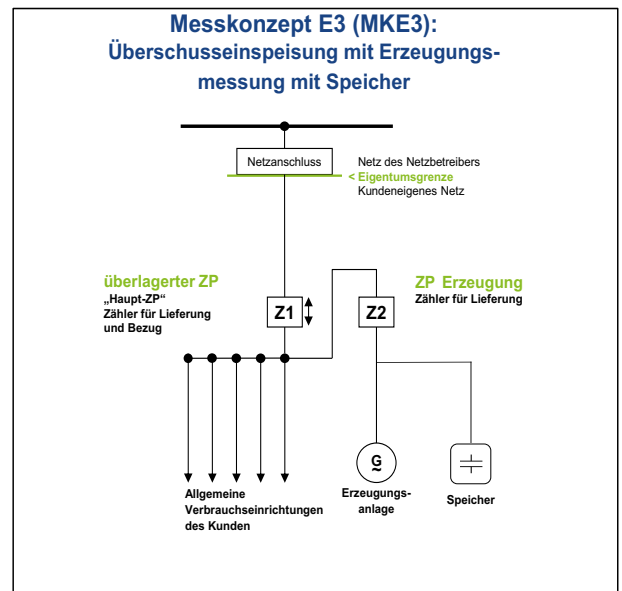 Messkonzept E3 (MKE3):
Überschusseinspeisung mit Erzeugungs-
messung mit Speicher
Netzanschluss
Netz des Netzbetreibers
< Eigentumsgrenze
Kundeneigenes Netz
überlagerter ZP
„Haupt-ZP“
Zähler für Lieferung
und Bezug
ZP Erzeugung
Zähler für Lieferung
Z1
Z2
G
~
Allgemeine
Verbrauchseinrichtungen
des Kunden
Erzeugungs-
anlage
Speicher